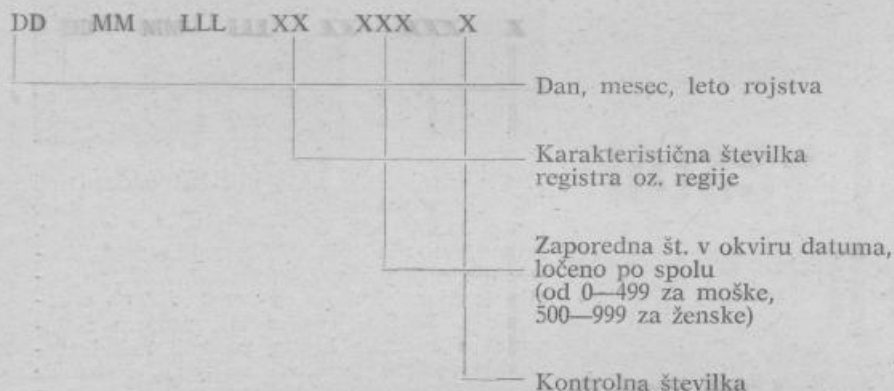 DD MM LLL XX XXX X
Dan, mesec, leto rojstva
Karakteristična številka
registra oz. regije
Zaporedna št. v okviru datuma,
ločeno po spolu
(od 0—499 za moške,
500—999 za ženske)
Kontrolna številka